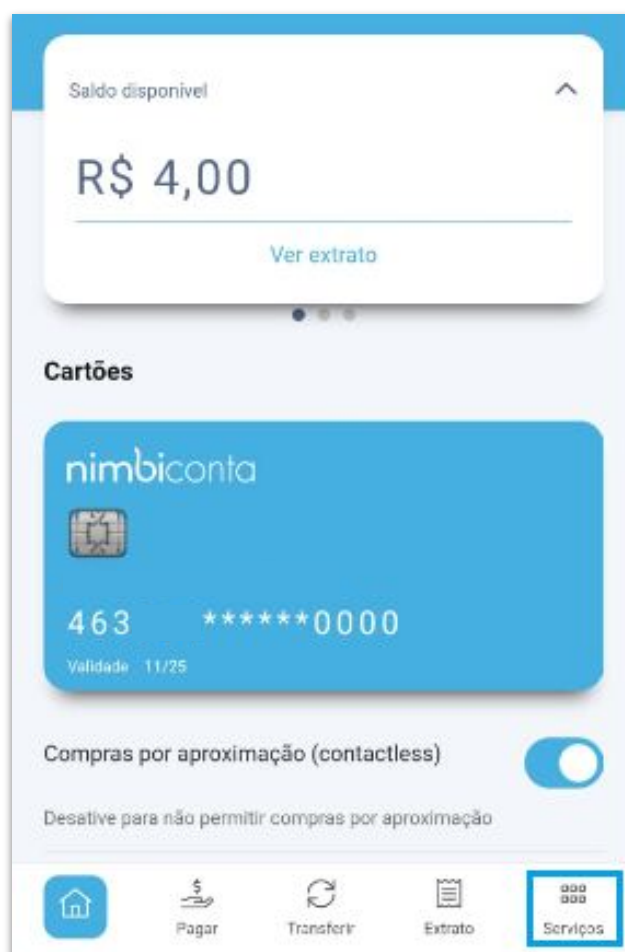 Saldo disponível
R$ 4,00
Ver extrato
Cartões
nimbiconta
463 ******0000
Validade 11/25
Compras por aproximação (contactless)
Desative para não permitir compras por aproximação
Pagar
Transferir
Extrato
Serviços